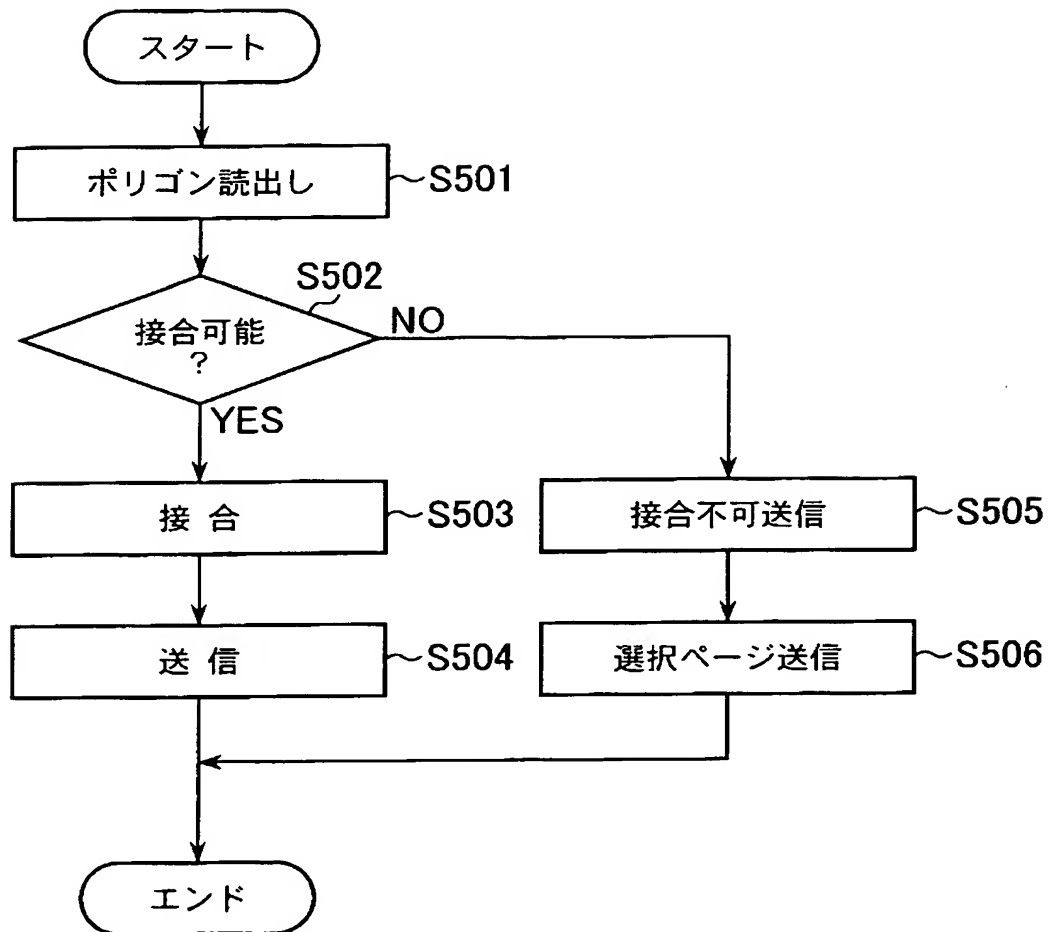 スタート
ポリゴン読出し
S501
S502
接合可能
?
NO
YES
接 合
S503
接合不可送信
S505
送 信
S504
選択ページ送信
S506
エンド